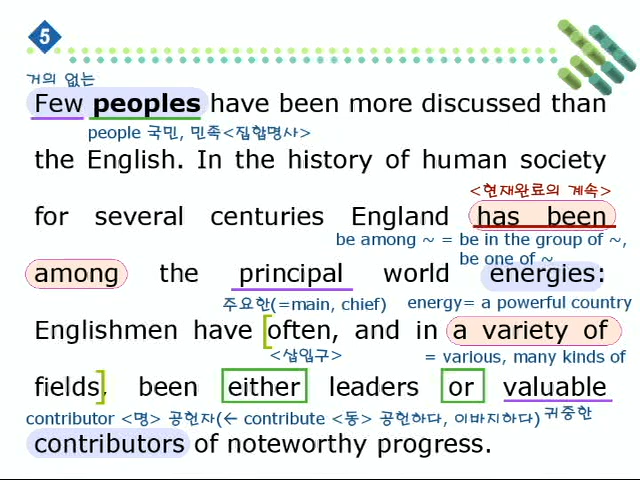 5
거의 없는
Few peoples have been more discussed than
people 국민, 민족<집합명사>
the English. In the history of human society
<현재완료의 계속>
for several centuries England has been
be among ~ = be in the group of ~,
be one of ~
among the principal world energies:
주요한(=main, chief) energy= a powerful country
Englishmen have [often, and in a variety of
<삽입구> = various, many kinds of
fields], been either leaders or valuable
contributor <명> 공헌자(← contribute <동> 공헌하다, 이바지하다) 귀중한
contributors of noteworthy progress.